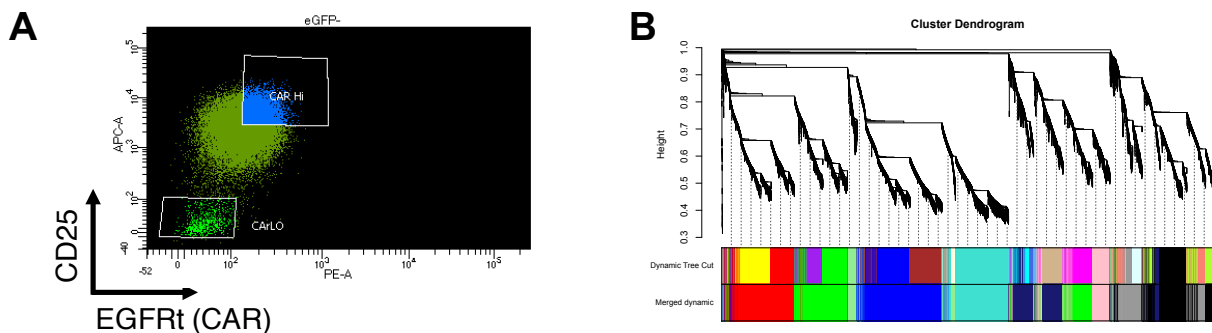 A
eGFP-
APC-A
10^5
10^4
10^3
10^2
0
-40
CAR Hi
CArLO
-52
0
10^2
10^3
10^4
10^5
PE-A
CD25
EGFRt (CAR)
B
Cluster Dendrogram
Height
1.0
0.9
0.8
0.7
0.6
0.5
0.4
0.3
Dynamic Tree Cut
Merged dynamic